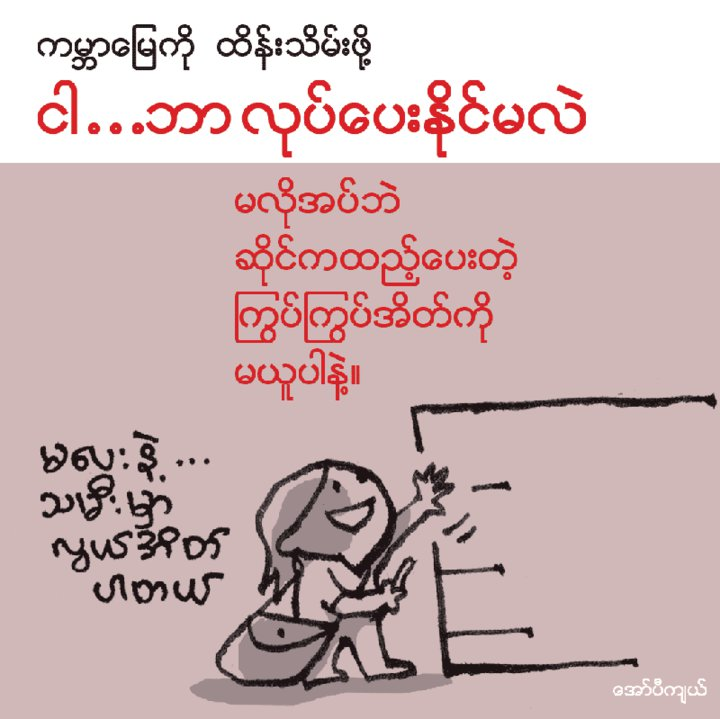 ကမ္ဘာမြေကို ထိန်းသိမ်းဖို့
ငါ...ဘာ လုပ်ပေးနိုင်မလဲ
မလိုအပ်ဘဲ
ဆိုင်ကထည့်ပေးတဲ့
ကြွပ်ကြွပ်အိတ်ကို
မယူပါနဲ့။
မပေးနဲ့...
သမီးမှာ
လွယ်အိတ်
ပါတယ်
အော်ပီကျယ်